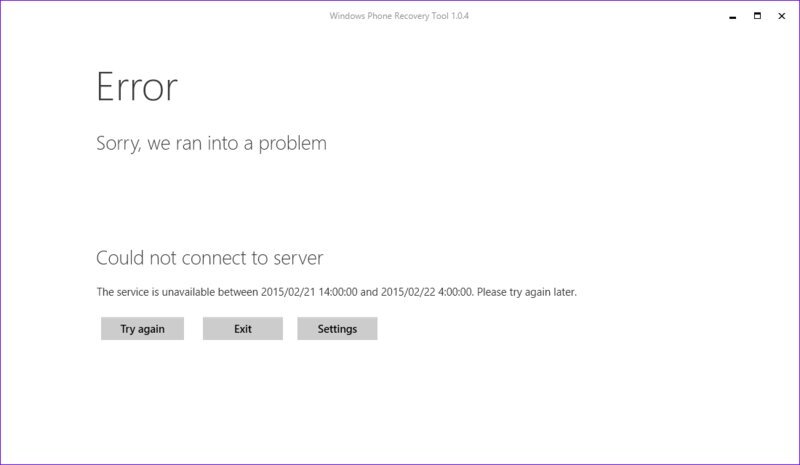 Windows Phone Recovery Tool 1.0.4
Error
Sorry, we ran into a problem
Could not connect to server
The service is unavailable between 2015/02/21 14:00:00 and 2015/02/22 4:00:00. Please try again later.
Try again
Exit
Settings